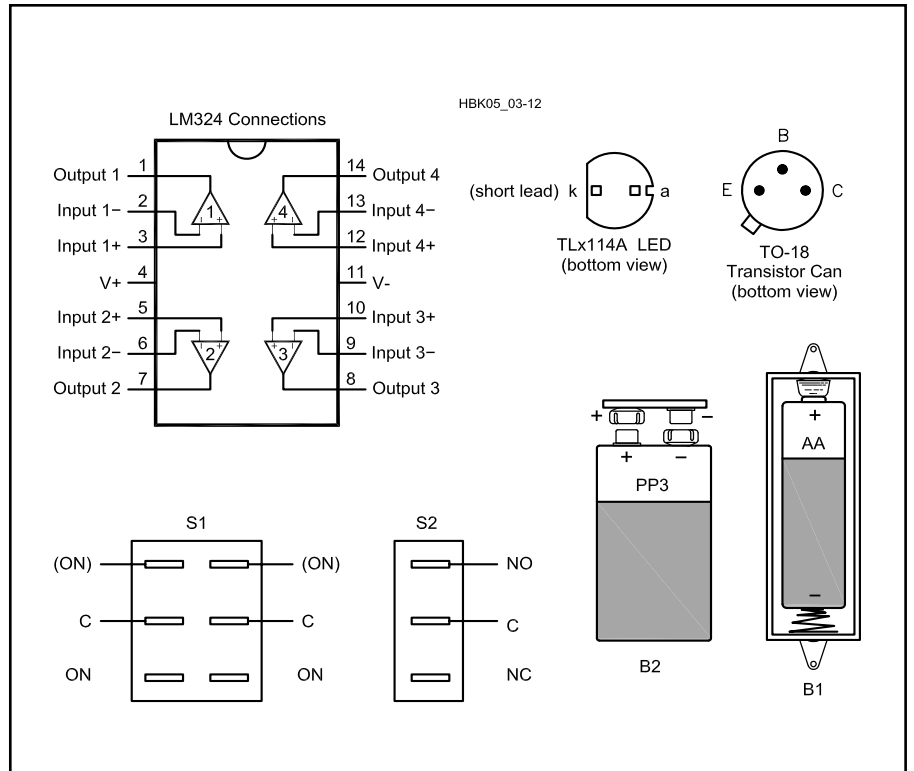 HBK05_03-12
LM324 Connections
Output 1 1 14 Output 4
Input 1− 2 13 Input 4−
1 4
Input 1+ 3 12 Input 4+
V+ 4 11 V-
Input 2+ 5 10 Input 3+
Input 2− 6 9 Input 3−
2 3
Output 2 7 8 Output 3
(short lead) k a
TLx114A LED
(bottom view)
B
E C
TO-18
Transistor Can
(bottom view)
+ −
+ −
PP3
B2
+
AA
−
B1
S1
(ON) (ON)
C C
ON ON
S2
NO
C
NC